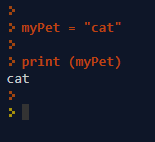 myPet = "cat"
print (myPet)
cat